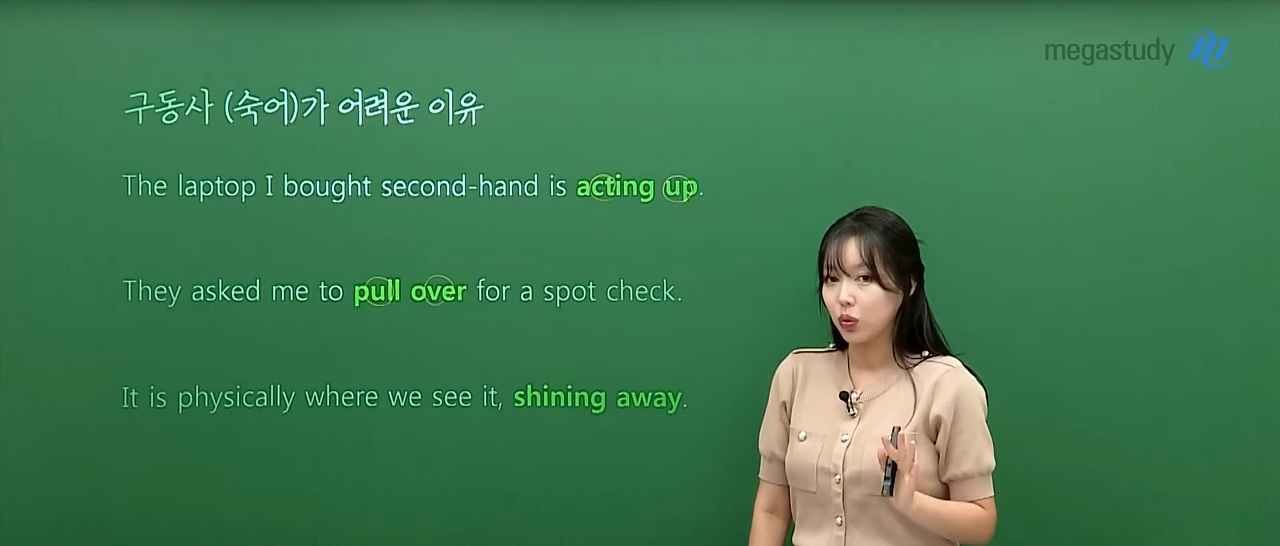 megastudy
구동사 (숙어)가 어려운 이유
The laptop I bought second-hand is acting up.
They asked me to pull over for a spot check.
It is physically where we see it, shining away.